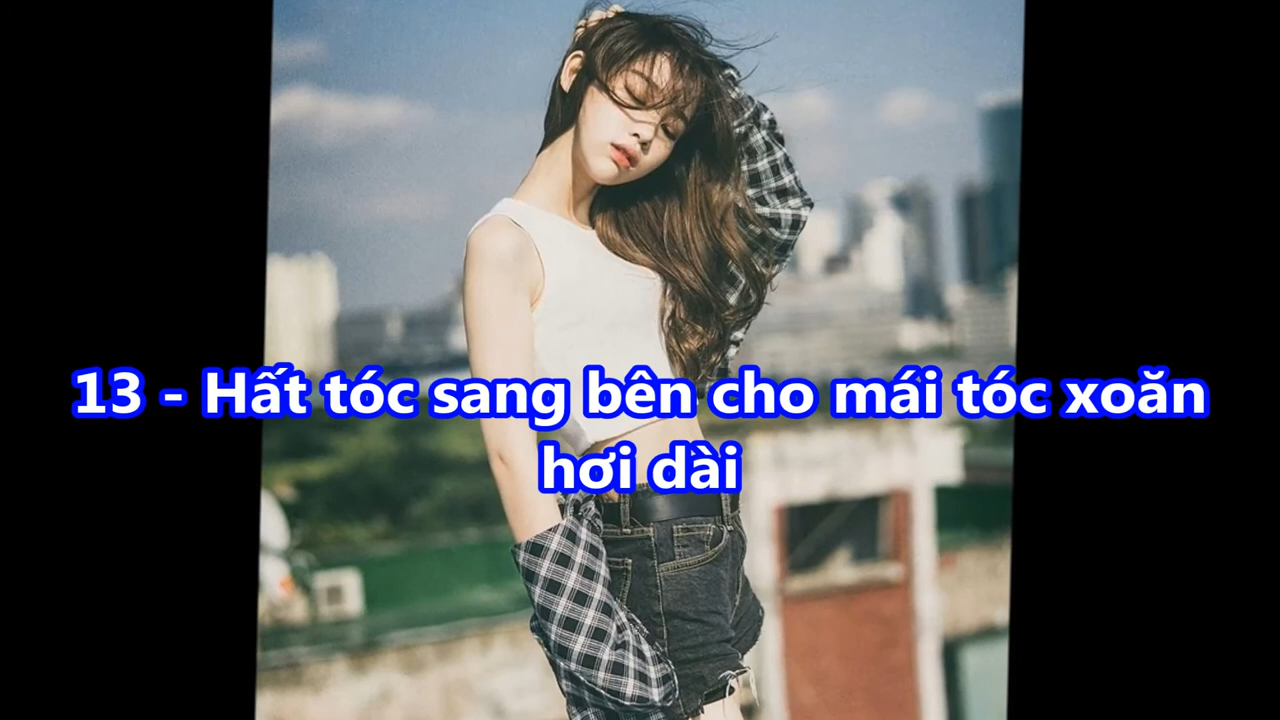 13 - Hất tóc sang bên cho mái tóc xoăn
hơi dài